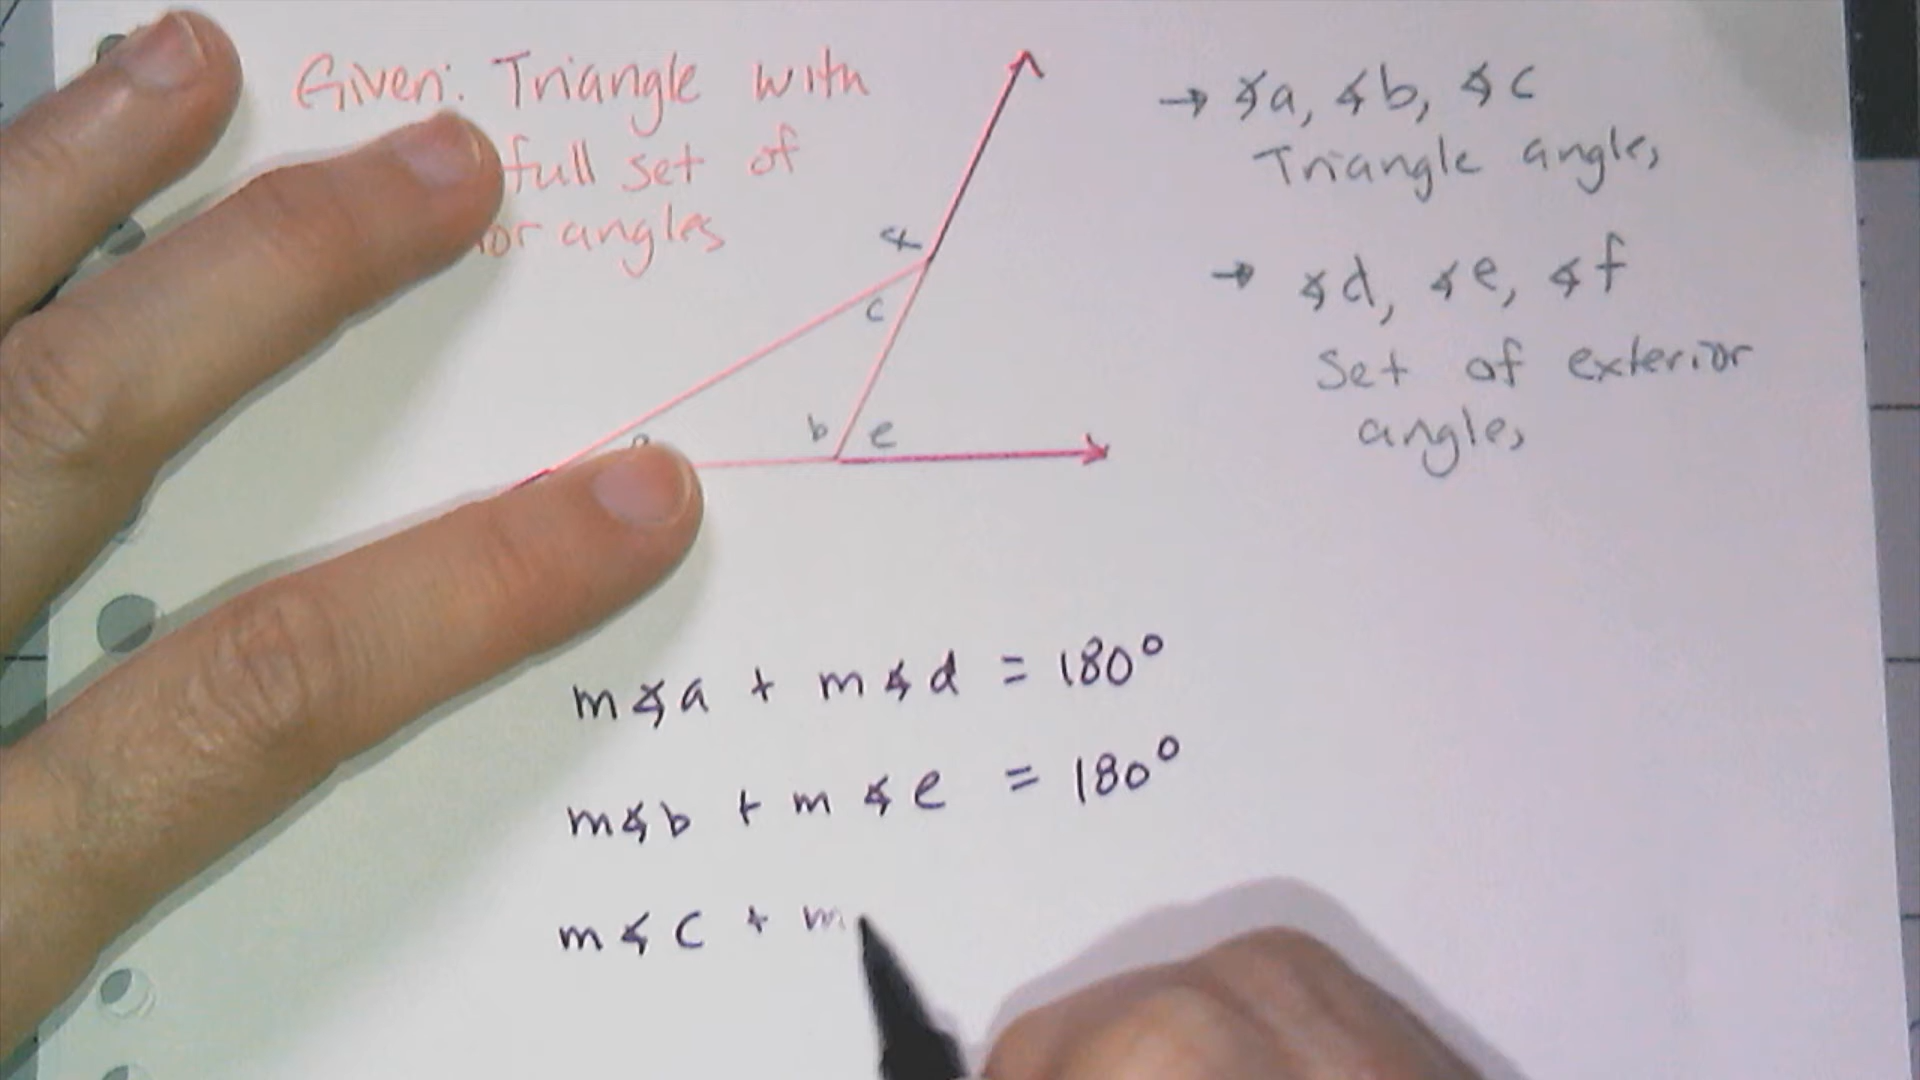 Given: Triangle with
full set of
angles
c
b e
→ ∡a, ∡b, ∡c
Triangle angles
→ ∡d, ∡e, ∡f
Set of exterior
angles
m∡a + m∡d = 180°
m∡b + m∡e = 180°
m∡c + m